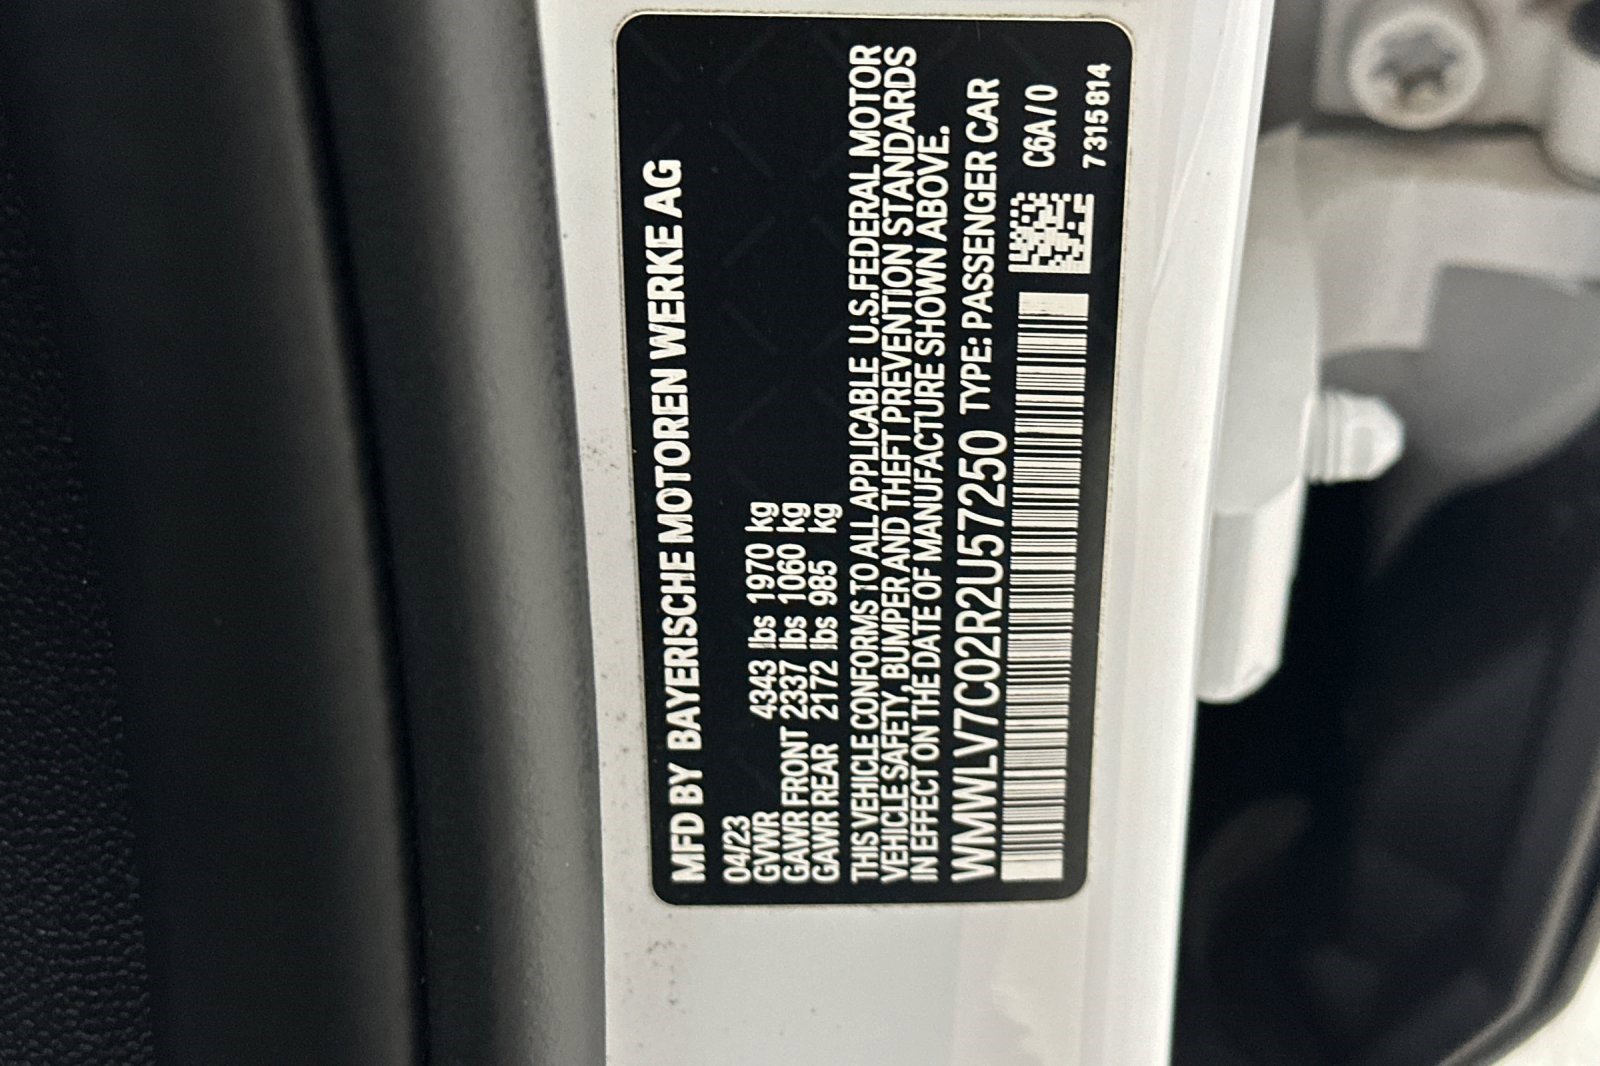 MFD BY BAYERISCHE MOTOREN WERKE AG
04/23
GVWR 4343 lbs 1970 kg
GAWR FRONT 2337 lbs 1060 kg
GAWR REAR 2172 lbs 985 kg
THIS VEHICLE CONFORMS TO ALL APPLICABLE U.S.FEDERAL MOTOR
VEHICLE SAFETY, BUMPER AND THEFT PREVENTION STANDARDS
IN EFFECT ON THE DATE OF MANUFACTURE SHOWN ABOVE.
WMWLV7C02R2U57250 TYPE: PASSENGER CAR
C6A/0
7315814